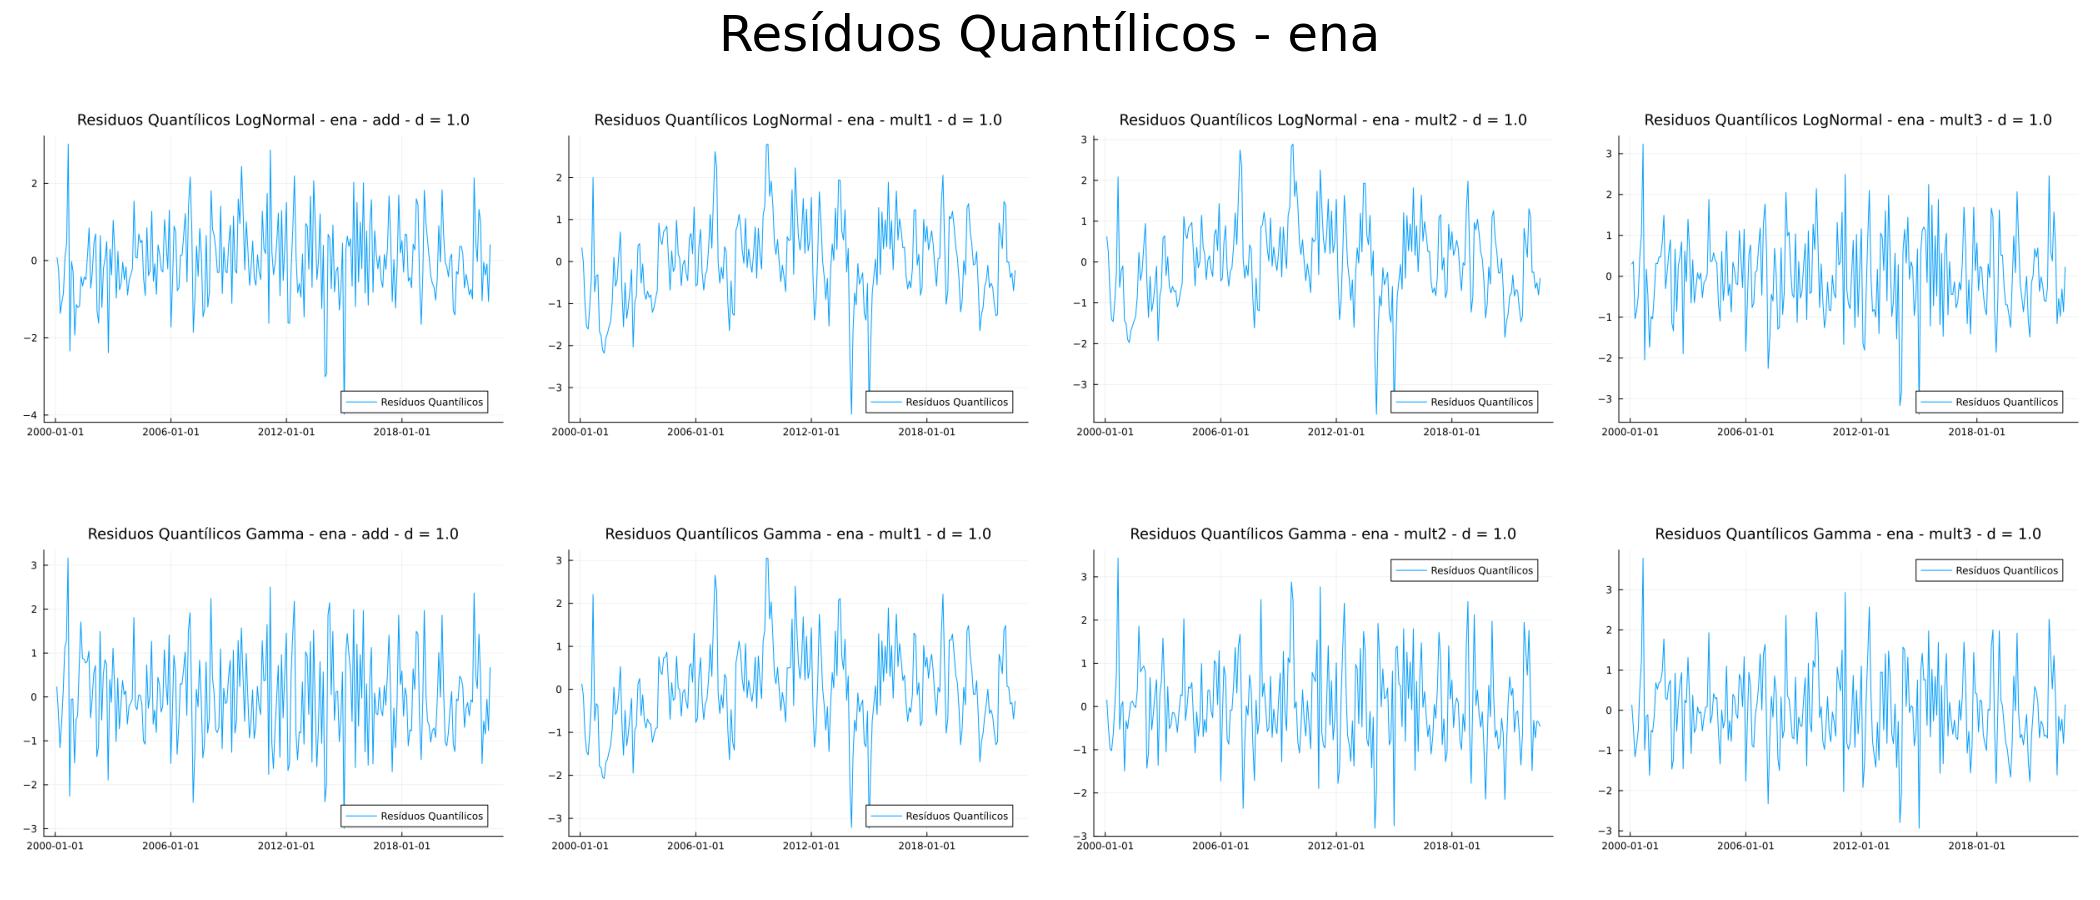 Resíduos Quantílicos - ena
Residuos Quantílicos LogNormal - ena - add - d = 1.0
2
0
−2
−4
2000-01-01 2006-01-01 2012-01-01 2018-01-01
Resíduos Quantílicos
Residuos Quantílicos LogNormal - ena - mult1 - d = 1.0
2
1
0
−1
−2
−3
2000-01-01 2006-01-01 2012-01-01 2018-01-01
Resíduos Quantílicos
Residuos Quantílicos LogNormal - ena - mult2 - d = 1.0
3
2
1
0
−1
−2
−3
2000-01-01 2006-01-01 2012-01-01 2018-01-01
Resíduos Quantílicos
Residuos Quantílicos LogNormal - ena - mult3 - d = 1.0
3
2
1
0
−1
−2
−3
2000-01-01 2006-01-01 2012-01-01 2018-01-01
Resíduos Quantílicos
Residuos Quantílicos Gamma - ena - add - d = 1.0
3
2
1
0
−1
−2
−3
2000-01-01 2006-01-01 2012-01-01 2018-01-01
Resíduos Quantílicos
Residuos Quantílicos Gamma - ena - mult1 - d = 1.0
3
2
1
0
−1
−2
−3
2000-01-01 2006-01-01 2012-01-01 2018-01-01
Resíduos Quantílicos
Residuos Quantílicos Gamma - ena - mult2 - d = 1.0
Resíduos Quantílicos
3
2
1
0
−1
−2
−3
2000-01-01 2006-01-01 2012-01-01 2018-01-01
Residuos Quantílicos Gamma - ena - mult3 - d = 1.0
Resíduos Quantílicos
3
2
1
0
−1
−2
−3
2000-01-01 2006-01-01 2012-01-01 2018-01-01